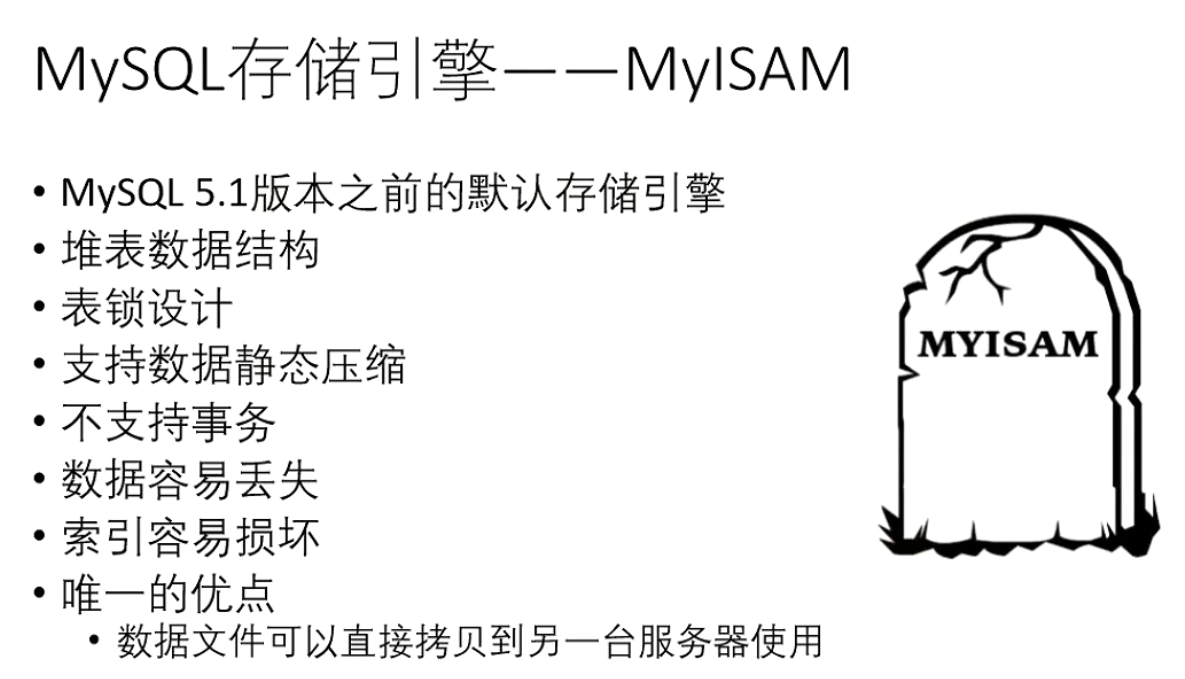 MySQL存储引擎——MyISAM
• MySQL 5.1版本之前的默认存储引擎
• 堆表数据结构
• 表锁设计
• 支持数据静态压缩
• 不支持事务
• 数据容易丢失
• 索引容易损坏
• 唯一的优点
• 数据文件可以直接拷贝到另一台服务器使用
MYISAM